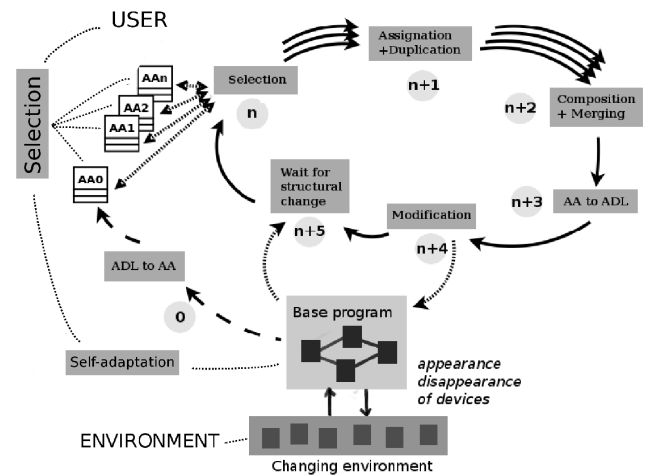 USER
Selection
AAn
AA2
AA1
AA0
Selection
n
Assignation
+Duplication
n+1
n+2
Composition
+ Merging
n+3
AA to ADL
Wait for
structural
change
n+5
Modification
n+4
ADL to AA
0
Base program
Self-adaptation
appearance
disappearance
of devices
ENVIRONMENT
Changing environment